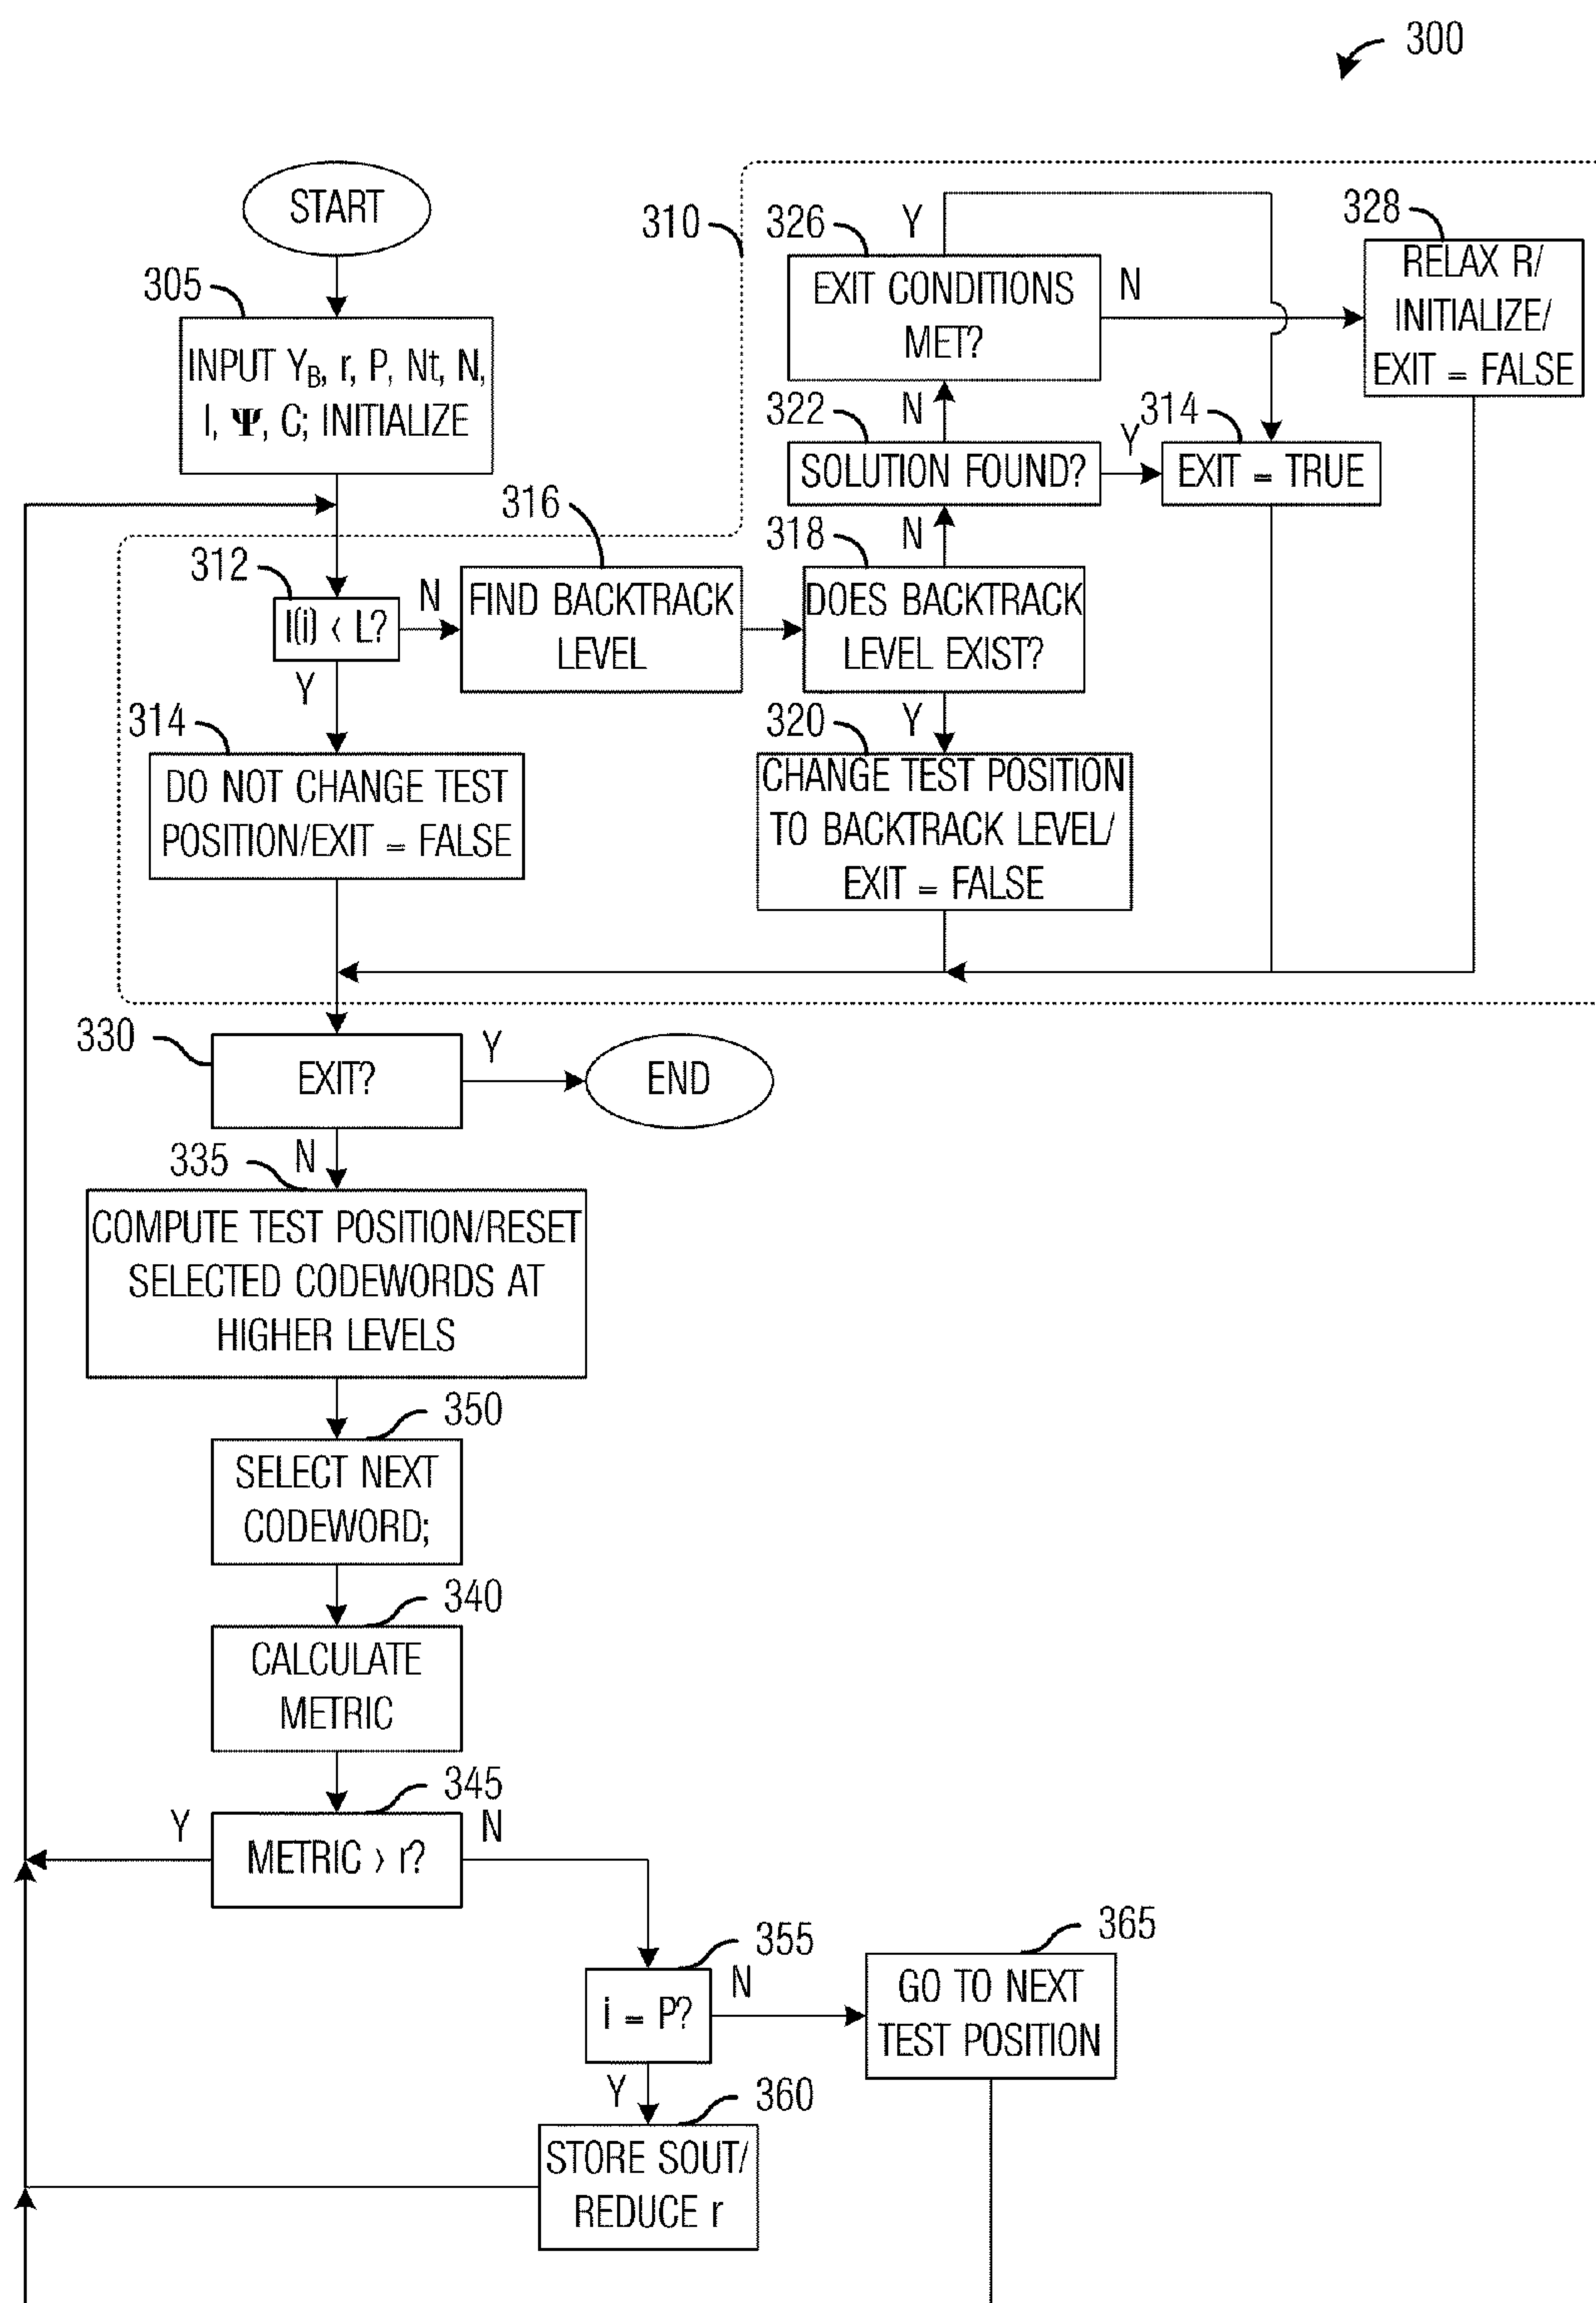 300
START
305
INPUT YB, r, P, Nt, N,
I, Ψ, C; INITIALIZE
310
326
Y
EXIT CONDITIONS
MET?
N
328
RELAX R/
INITIALIZE/
EXIT = FALSE
322
N
SOLUTION FOUND?
Y
314
EXIT = TRUE
312
I(i) < L?
N
316
FIND BACKTRACK
LEVEL
318
N
DOES BACKTRACK
LEVEL EXIST?
Y
314
DO NOT CHANGE TEST
POSITION/EXIT = FALSE
320
Y
CHANGE TEST POSITION
TO BACKTRACK LEVEL/
EXIT = FALSE
330
EXIT?
Y
END
335
N
COMPUTE TEST POSITION/RESET
SELECTED CODEWORDS AT
HIGHER LEVELS
350
SELECT NEXT
CODEWORD;
340
CALCULATE
METRIC
345
Y
METRIC > r?
N
355
i = P?
N
365
GO TO NEXT
TEST POSITION
Y
360
STORE SOUT/
REDUCE r